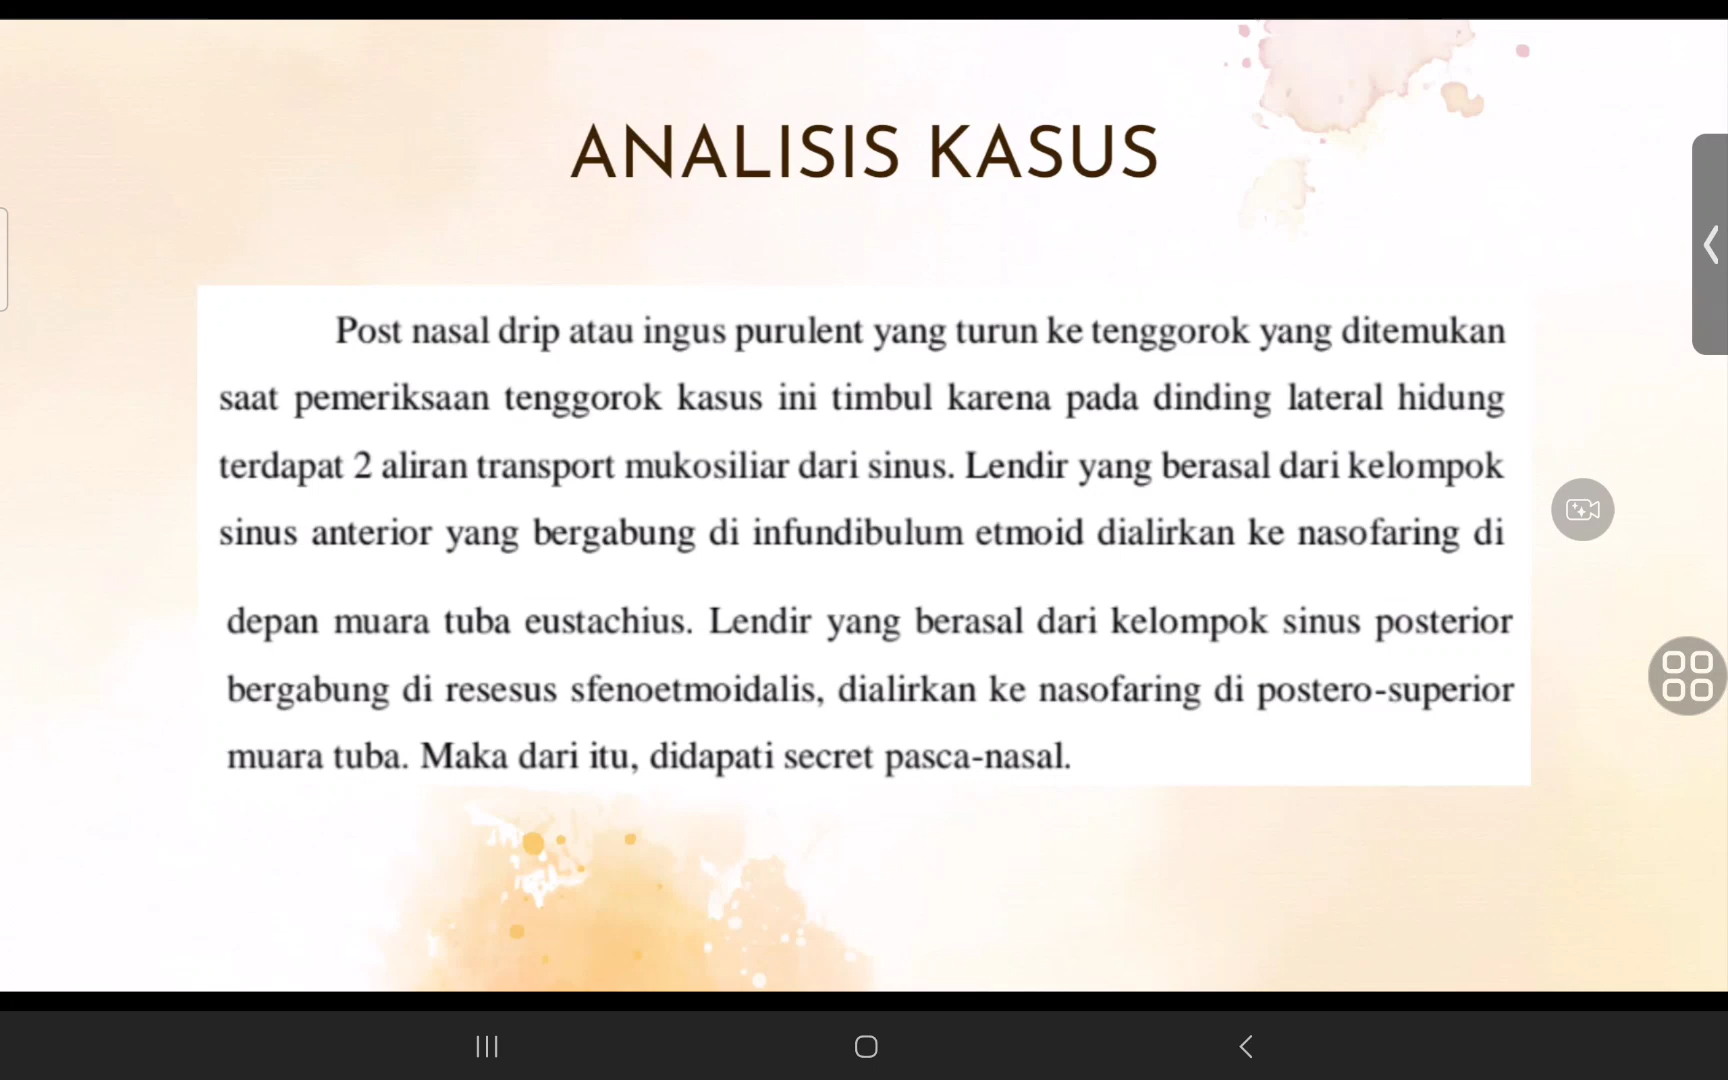 ANALISIS KASUS
Post nasal drip atau ingus purulent yang turun ke tenggorok yang ditemukan
saat pemeriksaan tenggorok kasus ini timbul karena pada dinding lateral hidung
terdapat 2 aliran transport mukosiliar dari sinus. Lendir yang berasal dari kelompok
sinus anterior yang bergabung di infundibulum etmoid dialirkan ke nasofaring di
depan muara tuba eustachius. Lendir yang berasal dari kelompok sinus posterior
bergabung di resesus sfenoetmoidalis, dialirkan ke nasofaring di postero-superior
muara tuba. Maka dari itu, didapati secret pasca-nasal.